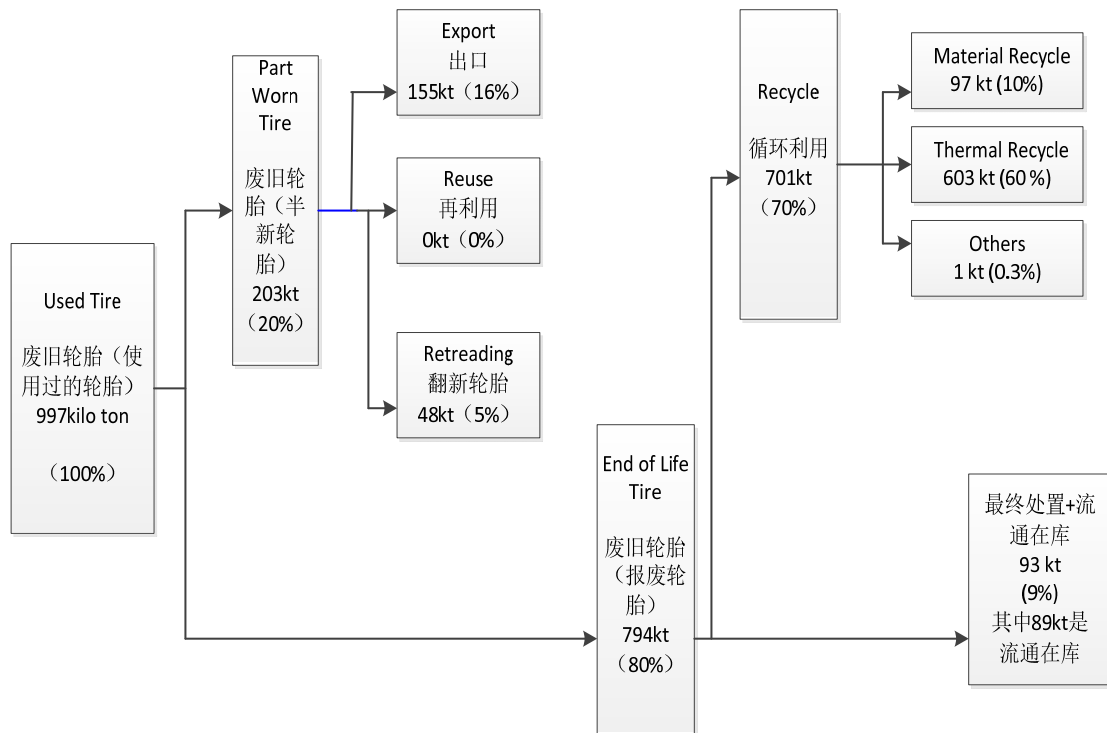 Used Tire
废旧轮胎（使
用过的轮胎）
997kilo ton
（100%）
Part
Worn
Tire
废旧轮
胎（半
新轮
胎）
203kt
（20%）
Export
出口
155kt（16%）
Reuse
再利用
0kt（0%）
Retreading
翻新轮胎
48kt（5%）
End of Life
Tire
废旧轮胎
（报废轮
胎）
794kt
(80%)
Recycle
循环利用
701kt
(70%)
Material Recycle
97 kt (10%)
Thermal Recycle
603 kt (60 %)
Others
1 kt (0.3%)
最终处置+流
通在库
93 kt
(9%)
其中89kt是
流通在库